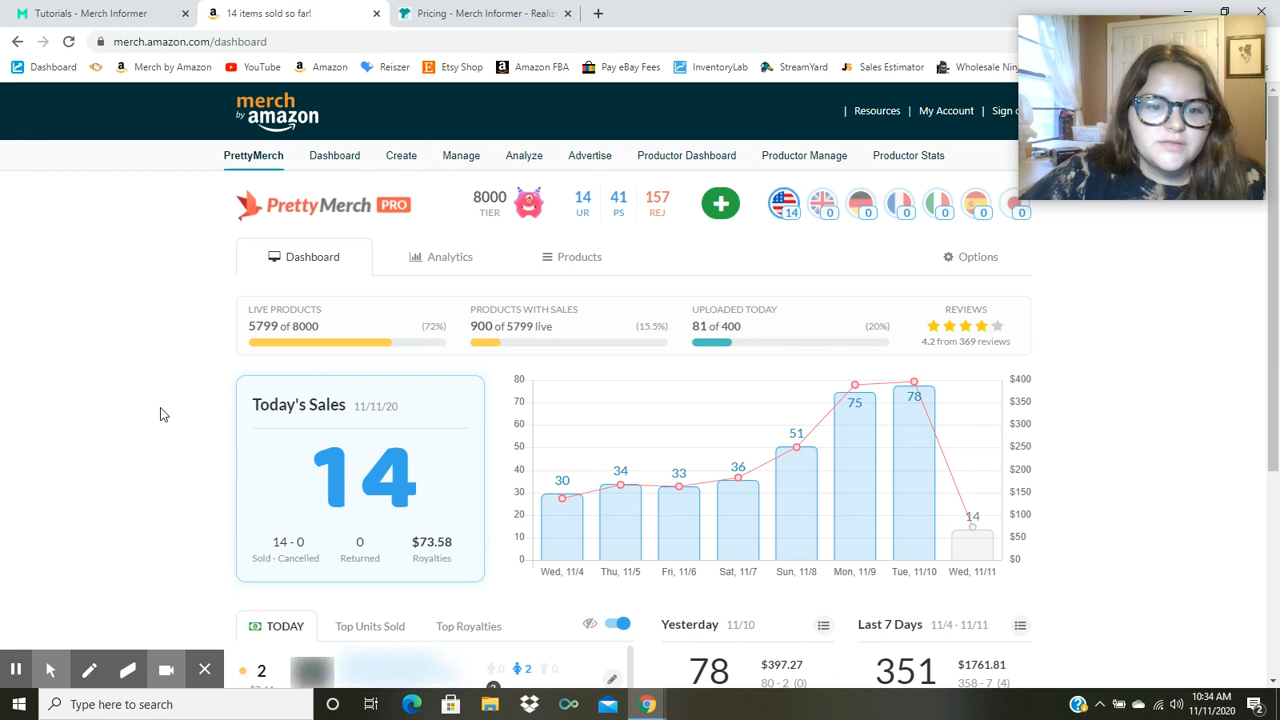 Tutorials - Merch Informer
14 items sold so far!
Pricing - Merch Informer - Realiz
merch.amazon.com/dashboard
Dashboard Merch by Amazon YouTube Amazon Reiszer Etsy Shop Amazon FBA Pay eBay Fees InventoryLab StreamYard Sales Estimator Wholesale Nin
merch by amazon
| Resources | My Account | Sign o
PrettyMerch Dashboard Create Manage Analyze Advertise Productor Dashboard Productor Manage Productor Stats
PrettyMerch PRO
8000 14 41 157
TIER UR PS REJ
14 0 0 0 0 0 0
Dashboard Analytics Products Options
LIVE PRODUCTS PRODUCTS WITH SALES UPLOADED TODAY REVIEWS
5799 of 8000 (72%) 900 of 5799 live (15.5%) 81 of 400 (20%)
4.2 from 369 reviews
Today's Sales 11/11/20
14
14 - 0 0 $73.58
Sold - Cancelled Returned Royalties
80 $400
70 $350
60 $300
50 $250
40 $200
30 $150
20 $100
10 $50
0 $0
30 34 33 36 51 75 78 14
Wed, 11/4 Thu, 11/5 Fri, 11/6 Sat, 11/7 Sun, 11/8 Mon, 11/9 Tue, 11/10 Wed, 11/11
TODAY Top Units Sold Top Royalties
2
0 2 0
Yesterday 11/10
78 $397.27
80 - 2 (0)
Last 7 Days 11/4 - 11/11
351 $1761.81
358 - 7 (4)
Type here to search
10:34 AM
11/11/2020
2